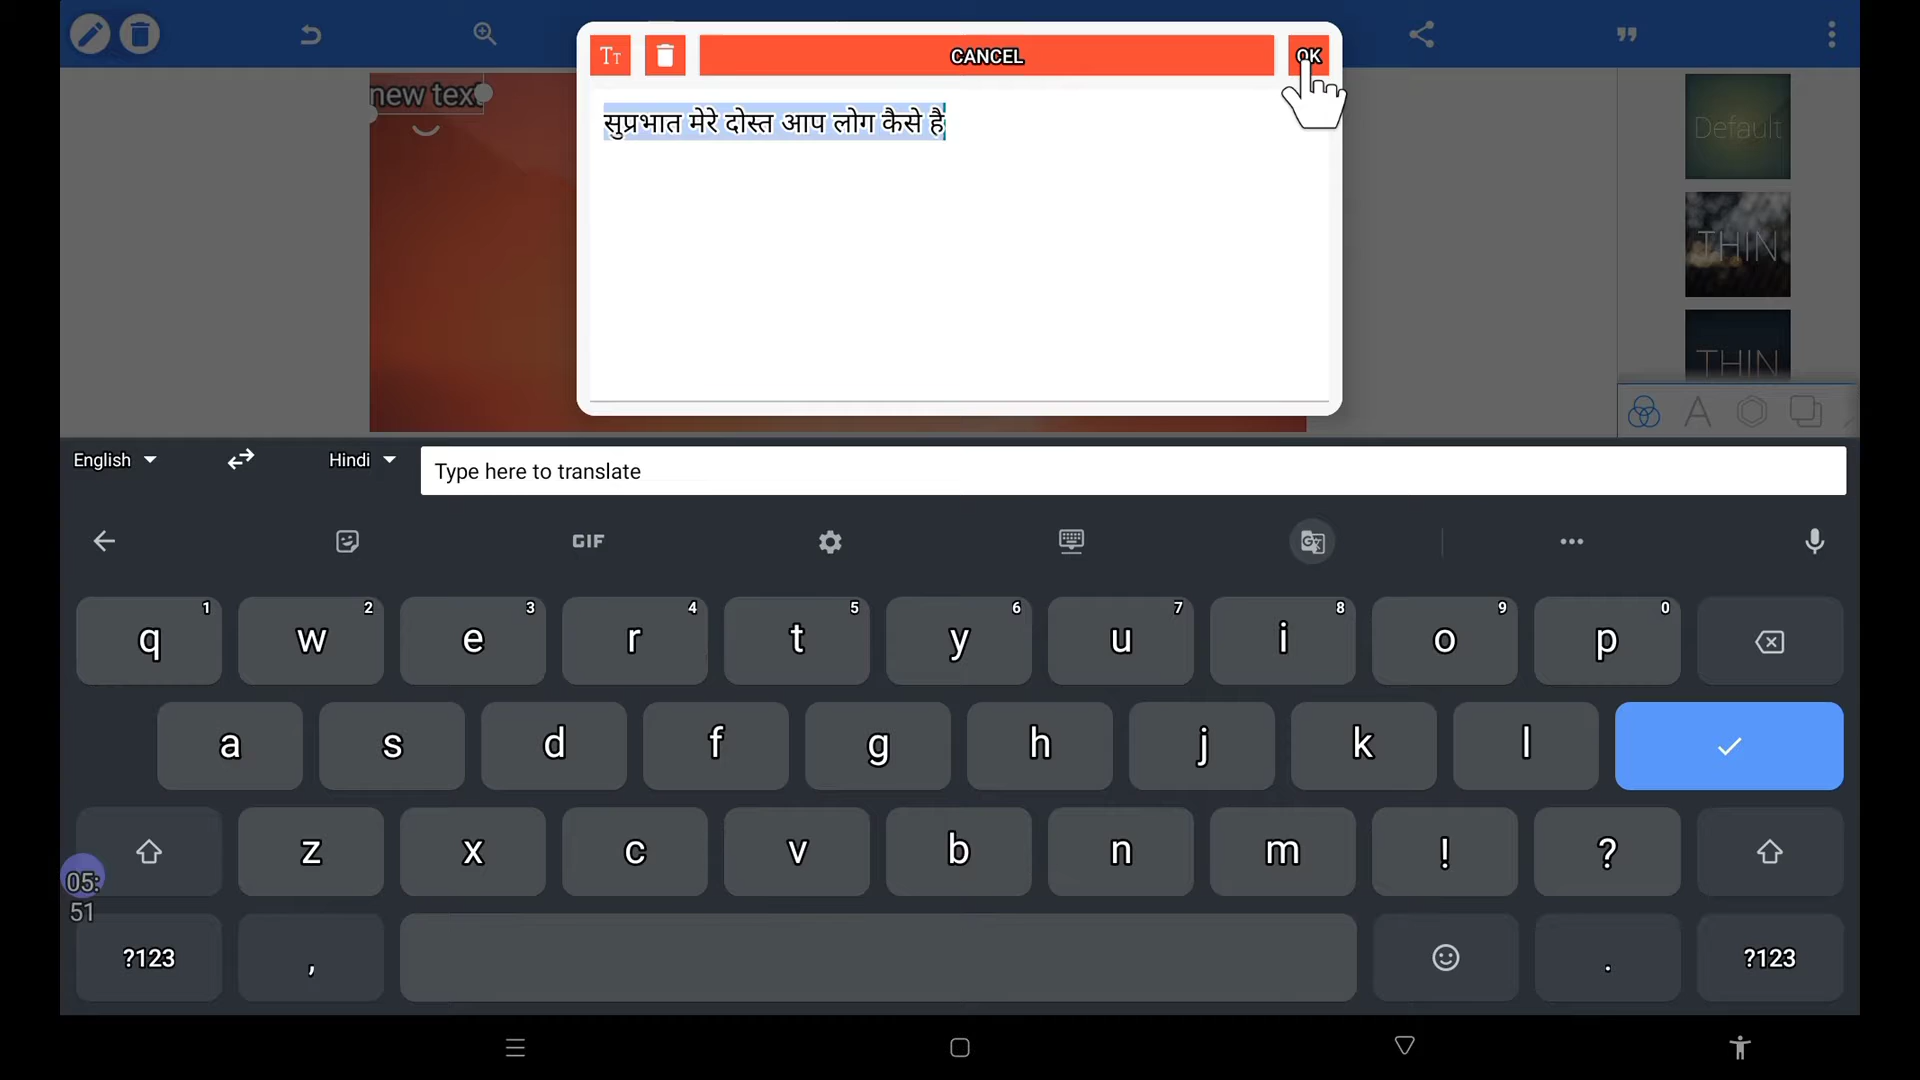 CANCEL
OK
new text
सुप्रभात मेरे दोस्त आप लोग कैसे है
Default
THIN
THIN
English
Hindi
Type here to translate
GIF
q 1 w 2 e 3 r 4 t 5 y 6 u 7 i 8 o 9 p 0
a s d f g h j k l
z x c v b n m ! ?
05:
51
?123 , . ?123